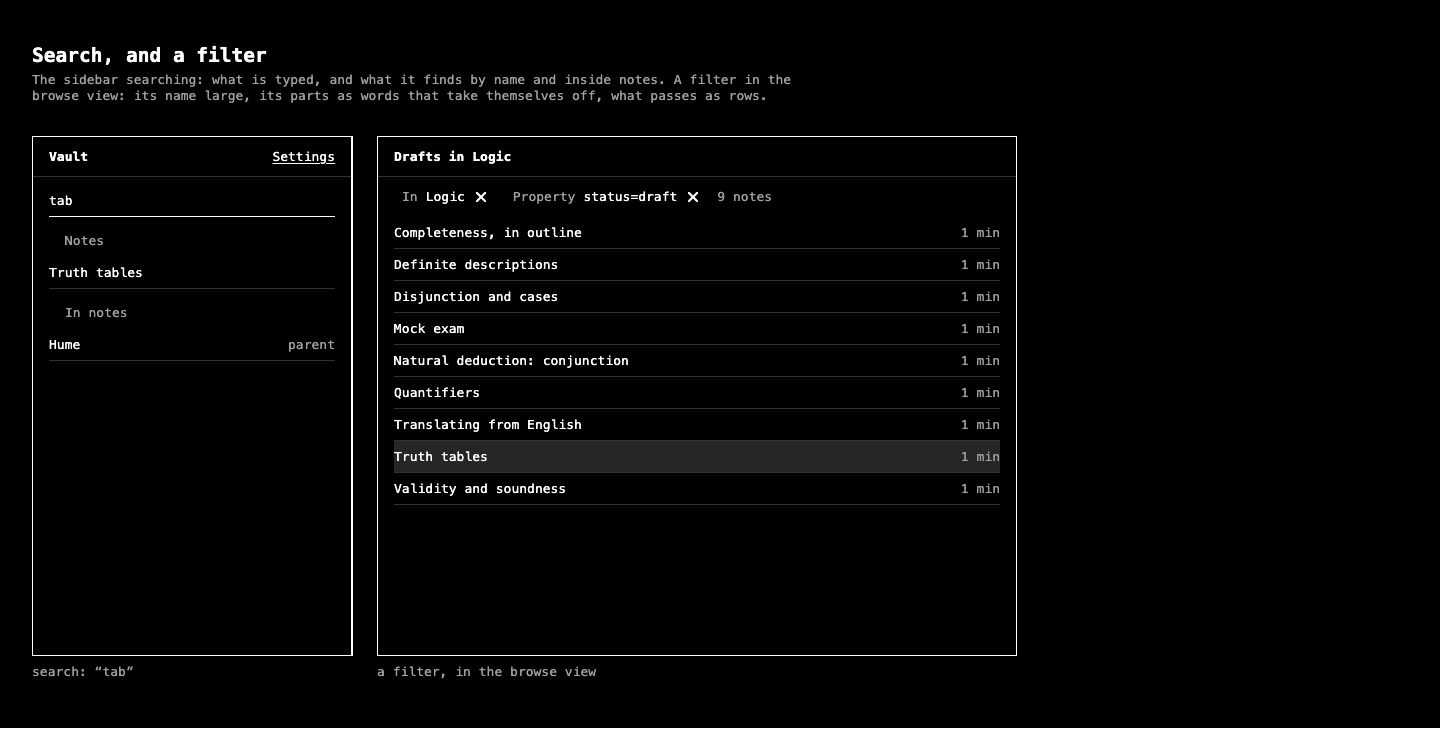 Search, and a filter
The sidebar searching: what is typed, and what it finds by name and inside notes. A filter in the
browse view: its name large, its parts as words that take themselves off, what passes as rows.
Vault Settings
tab
Notes
Truth tables
In notes
Hume parent
search: “tab”
Drafts in Logic
In Logic ✕ Property status=draft ✕ 9 notes
Completeness, in outline 1 min
Definite descriptions 1 min
Disjunction and cases 1 min
Mock exam 1 min
Natural deduction: conjunction 1 min
Quantifiers 1 min
Translating from English 1 min
Truth tables 1 min
Validity and soundness 1 min
a filter, in the browse view